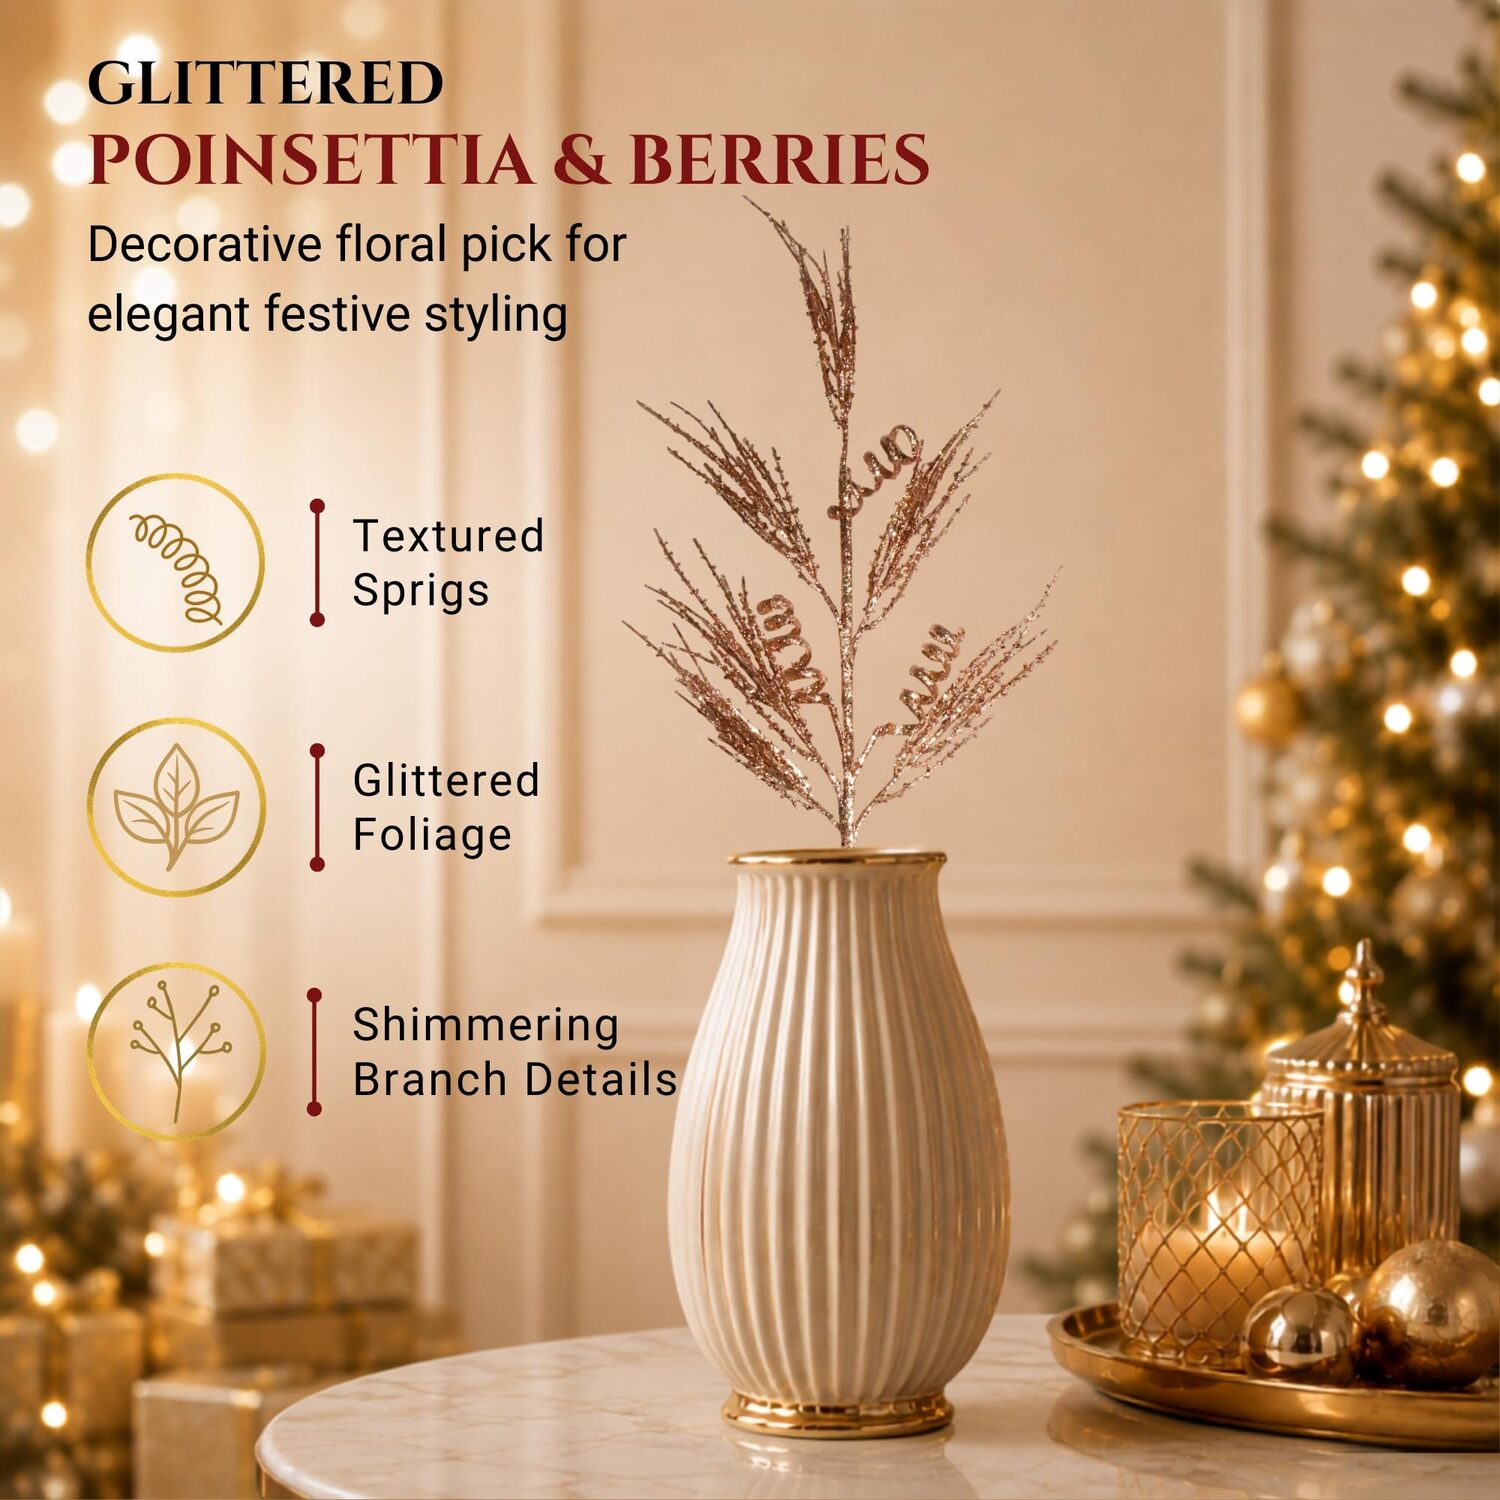 GLITTERED
POINSETTIA & BERRIES
Decorative floral pick for
elegant festive styling
Textured
Sprigs
Glittered
Foliage
Shimmering
Branch Details